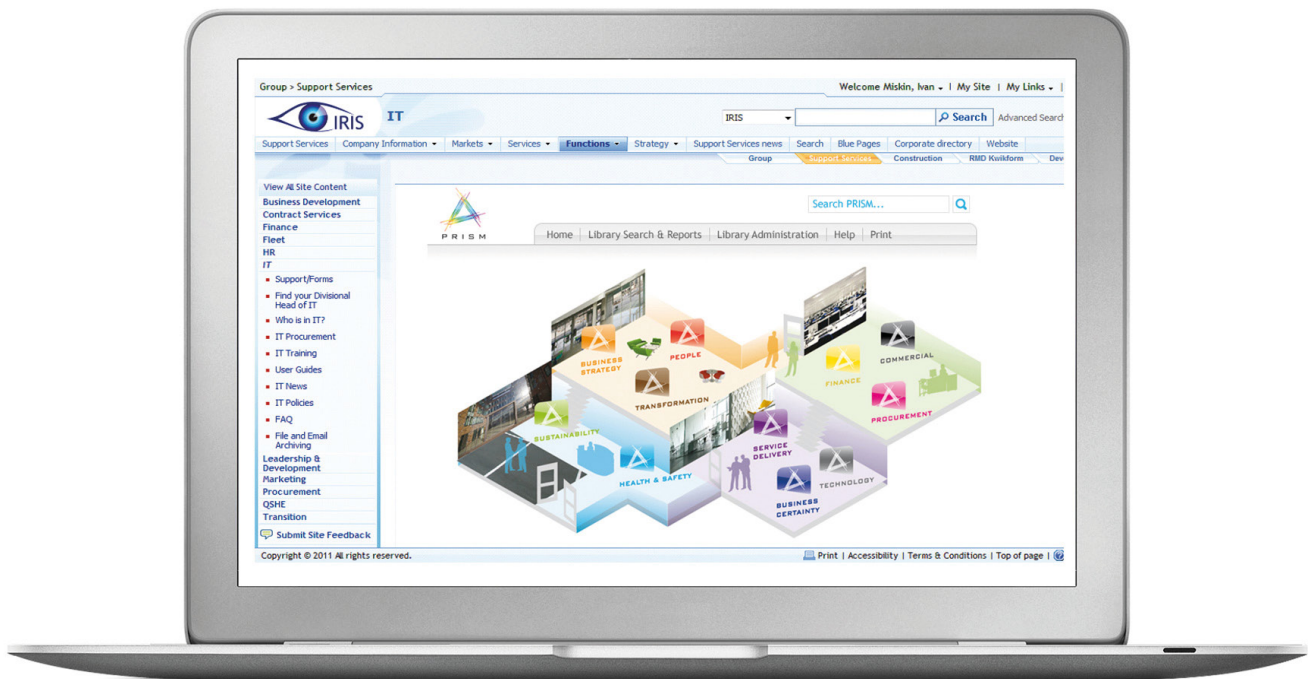 Group > Support Services
Welcome Miskin, Ivan | My Site | My Links |
IRIS
IT
IRIS
Search
Advanced Search
Support Services Company Information Markets Services Functions Strategy Support Services news Search Blue Pages Corporate directory Website
Group Support Services Construction RMD Kwikform Dev
View All Site Content
Business Development
Contract Services
Finance
Fleet
HR
IT
Support/Forms
Find your Divisional
Head of IT
Who is in IT?
IT Procurement
IT Training
User Guides
IT News
IT Policies
FAQ
File and Email
Archiving
Leadership &
Development
Marketing
Procurement
QSHE
Transition
Submit Site Feedback
PRISM
Search PRISM...
Home | Library Search & Reports | Library Administration | Help | Print
BUSINESS
STRATEGY
PEOPLE
TRANSFORMATION
COMMERCIAL
FINANCE
PROCUREMENT
SUSTAINABILITY
HEALTH & SAFETY
SERVICE
DELIVERY
TECHNOLOGY
BUSINESS
CERTAINTY
Copyright © 2011 All rights reserved.
Print | Accessibility | Terms & Conditions | Top of page |